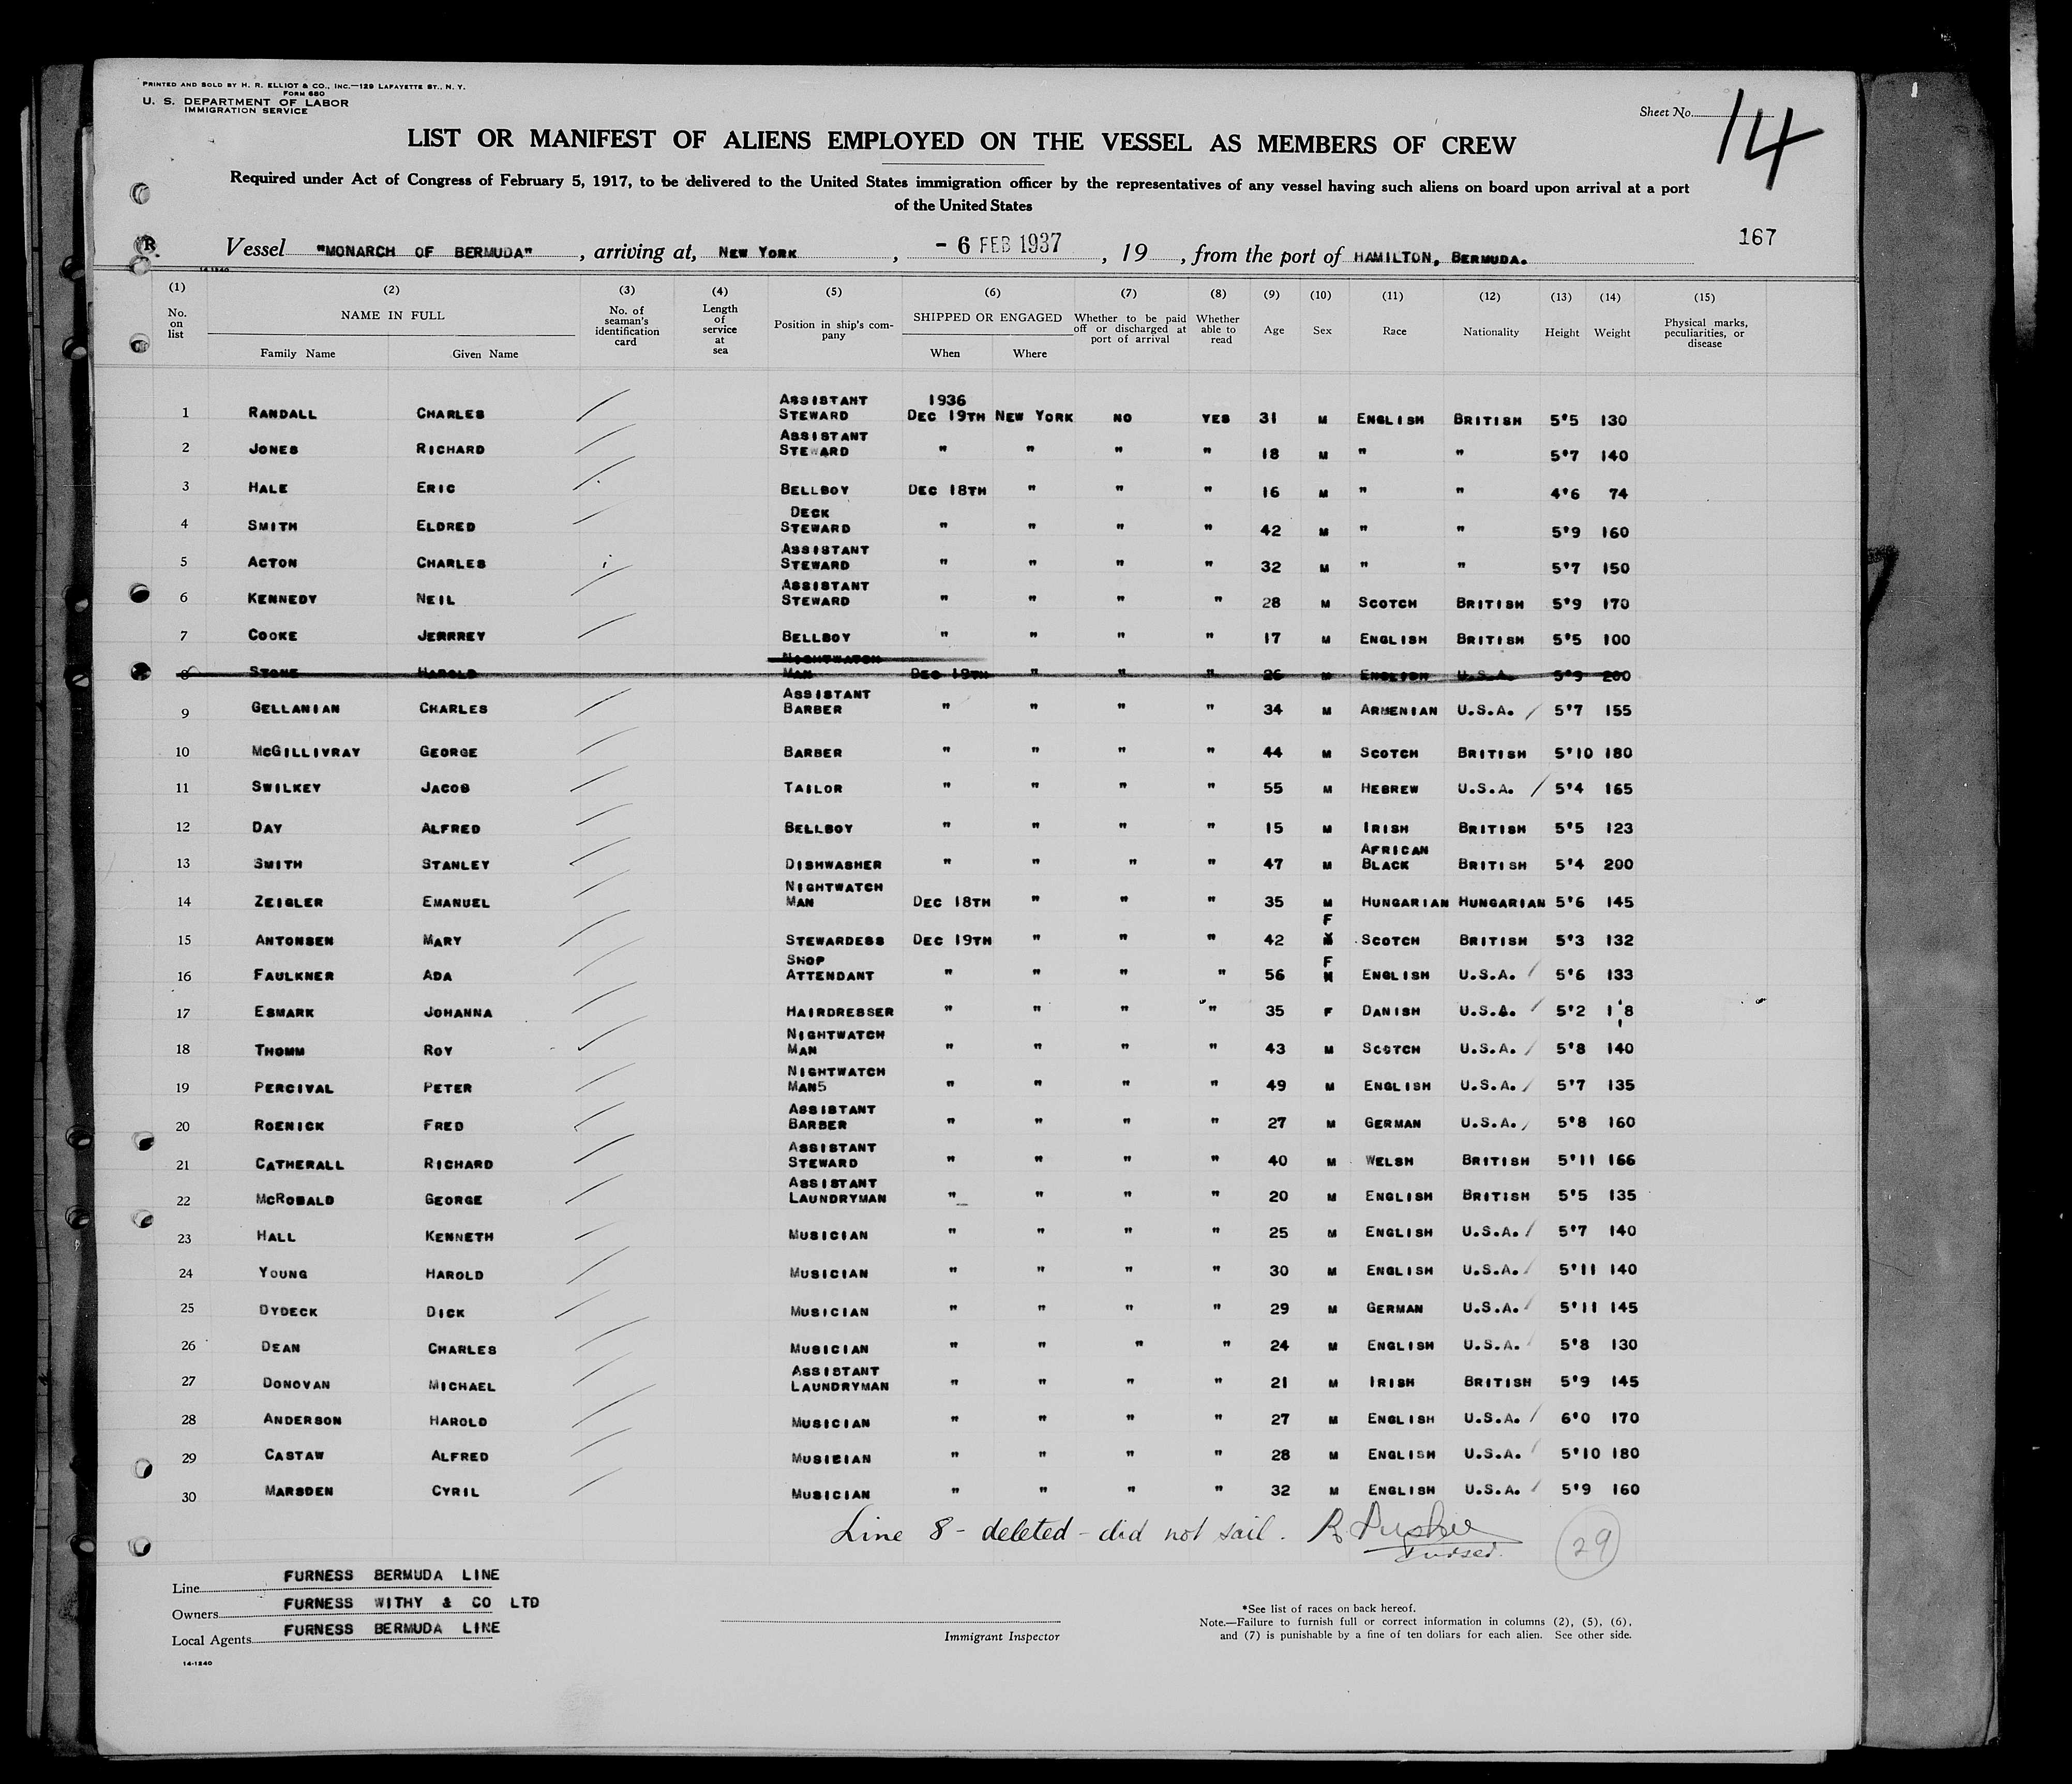 PRINTED AND SOLD BY H. R. ELLIOT & CO., INC.—129 LAFAYETTE ST., N. Y.
FORM 680
U. S. DEPARTMENT OF LABOR
IMMIGRATION SERVICE
Sheet No. 14
LIST OR MANIFEST OF ALIENS EMPLOYED ON THE VESSEL AS MEMBERS OF CREW
Required under Act of Congress of February 5, 1917, to be delivered to the United States immigration officer by the representatives of any vessel having such aliens on board upon arrival at a port
of the United States
167
R
Vessel "MONARCH OF BERMUDA", arriving at, NEW YORK, - 6 FEB 1937, 19, from the port of HAMILTON, BERMUDA.
14-1240
(1) (2) (3) (4) (5) (6) (7) (8) (9) (10) (11) (12) (13) (14) (15)
No. on list NAME IN FULL Family Name Given Name No. of seaman's identification card Length of service at sea Position in ship's company SHIPPED OR ENGAGED When Where Whether to be paid off or discharged at port of arrival Whether able to read Age Sex Race Nationality Height Weight Physical marks, peculiarities, or disease
1 RANDALL CHARLES ASSISTANT STEWARD 1936 DEC 19TH NEW YORK NO YES 31 M ENGLISH BRITISH 5'5 130
2 JONES RICHARD ASSISTANT STEWARD " " " " 18 M " " 5'7 140
3 HALE ERIC BELLBOY DEC 18TH " " " 16 M " " 4'6 74
4 SMITH ELDRED DECK STEWARD " " " " 42 M " " 5'9 160
5 ACTON CHARLES ASSISTANT STEWARD " " " " 32 M " " 5'7 150
6 KENNEDY NEIL ASSISTANT STEWARD " " " " 28 M SCOTCH BRITISH 5'9 170
7 COOKE JERRREY BELLBOY " " " " 17 M ENGLISH BRITISH 5'5 100
8 STONE HAROLD NIGHTWATCH MAN DEC 19TH " " " 26 M ENGLISH U.S.A. 5'9 200
9 GELLANIAN CHARLES ASSISTANT BARBER " " " " 34 M ARMENIAN U.S.A. 5'7 155
10 MCGILLIVRAY GEORGE BARBER " " " " 44 M SCOTCH BRITISH 5'10 180
11 SWILKEY JACOB TAILOR " " " " 55 M HEBREW U.S.A. 5'4 165
12 DAY ALFRED BELLBOY " " " " 15 M IRISH BRITISH 5'5 123
13 SMITH STANLEY DISHWASHER " " " " 47 M AFRICAN BLACK BRITISH 5'4 200
14 ZEIGLER EMANUEL NIGHTWATCH MAN DEC 18TH " " " 35 M HUNGARIAN HUNGARIAN 5'6 145
15 ANTONSEN MARY STEWARDESS DEC 19TH " " " 42 F SCOTCH BRITISH 5'3 132
16 FAULKNER ADA SHOP ATTENDANT " " " " 56 F ENGLISH U.S.A. 5'6 133
17 ESMARK JOHANNA HAIRDRESSER " " " " 35 F DANISH U.S.A. 5'2
18 THOMM ROY NIGHTWATCH MAN " " " " 43 M SCOTCH U.S.A. 5'8 140
19 PERCIVAL PETER NIGHTWATCH MAN5 " " " " 49 M ENGLISH U.S.A. 5'7 135
20 ROENICK FRED ASSISTANT BARBER " " " " 27 M GERMAN U.S.A. 5'8 160
21 CATHERALL RICHARD ASSISTANT STEWARD " " " " 40 M WELSH BRITISH 5'11 166
22 MCROBALD GEORGE ASSISTANT LAUNDRYMAN " " " " 20 M ENGLISH BRITISH 5'5 135
23 HALL KENNETH MUSICIAN " " " " 25 M ENGLISH U.S.A. 5'7 140
24 YOUNG HAROLD MUSICIAN " " " " 30 M ENGLISH U.S.A. 5'11 140
25 DYDECK DICK MUSICIAN " " " " 29 M GERMAN U.S.A. 5'11 145
26 DEAN CHARLES MUSICIAN " " " " 24 M ENGLISH U.S.A. 5'8 130
27 DONOVAN MICHAEL ASSISTANT LAUNDRYMAN " " " " 21 M IRISH BRITISH 5'9 145
28 ANDERSON HAROLD MUSICIAN " " " " 27 M ENGLISH U.S.A. 6'0 170
29 CASTAW ALFRED MUSICIAN " " " " 28 M ENGLISH U.S.A. 5'10 180
30 MARSDEN CYRIL MUSICIAN " " " " 32 M ENGLISH U.S.A. 5'9 160
Line 8 - deleted - did not sail. R.
29
Line FURNESS BERMUDA LINE
Owners FURNESS WITHY & CO LTD
Local Agents FURNESS BERMUDA LINE
14-1240
Immigrant Inspector
*See list of races on back hereof.
Note.—Failure to furnish full or correct information in columns (2), (5), (6),
and (7) is punishable by a fine of ten dollars for each alien. See other side.